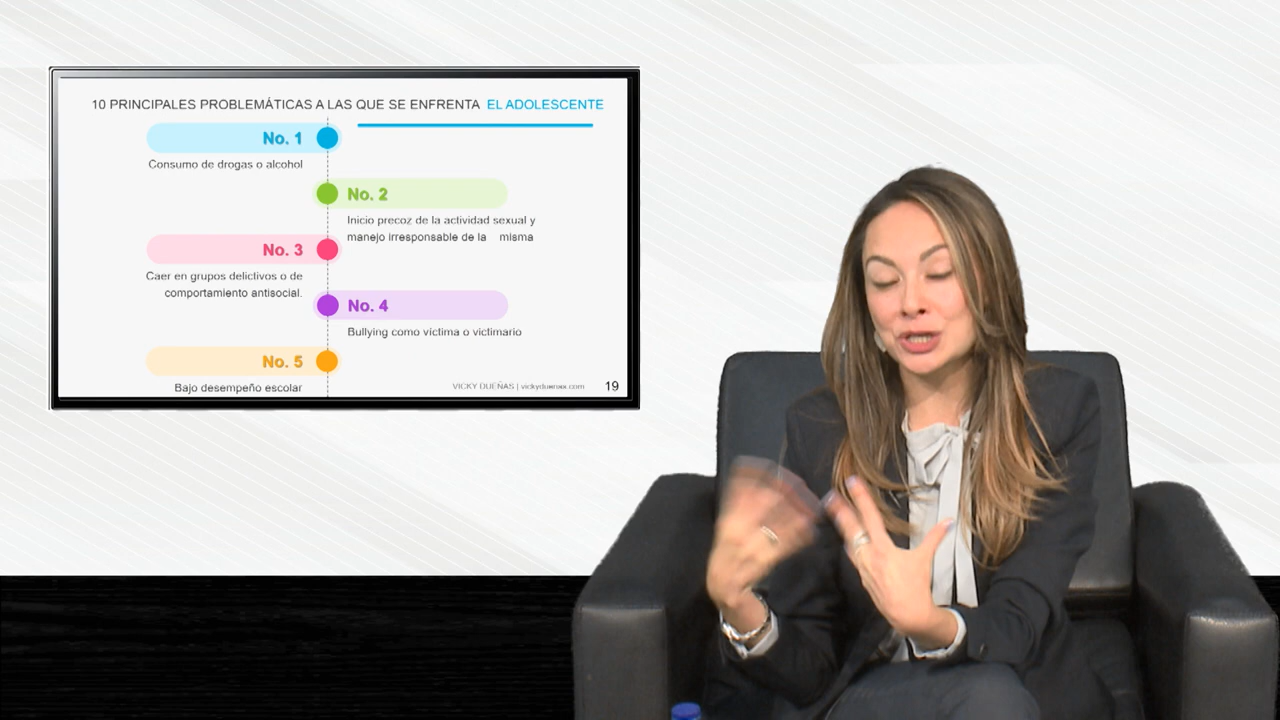 10 PRINCIPALES PROBLEMÁTICAS A LAS QUE SE ENFRENTA EL ADOLESCENTE
No. 1
Consumo de drogas o alcohol
No. 2
Inicio precoz de la actividad sexual y
manejo irresponsable de la misma
No. 3
Caer en grupos delictivos o de
comportamiento antisocial.
No. 4
Bullying como víctima o victimario
No. 5
Bajo desempeño escolar
VICKY DUEÑAS | vickyduenas.com 19